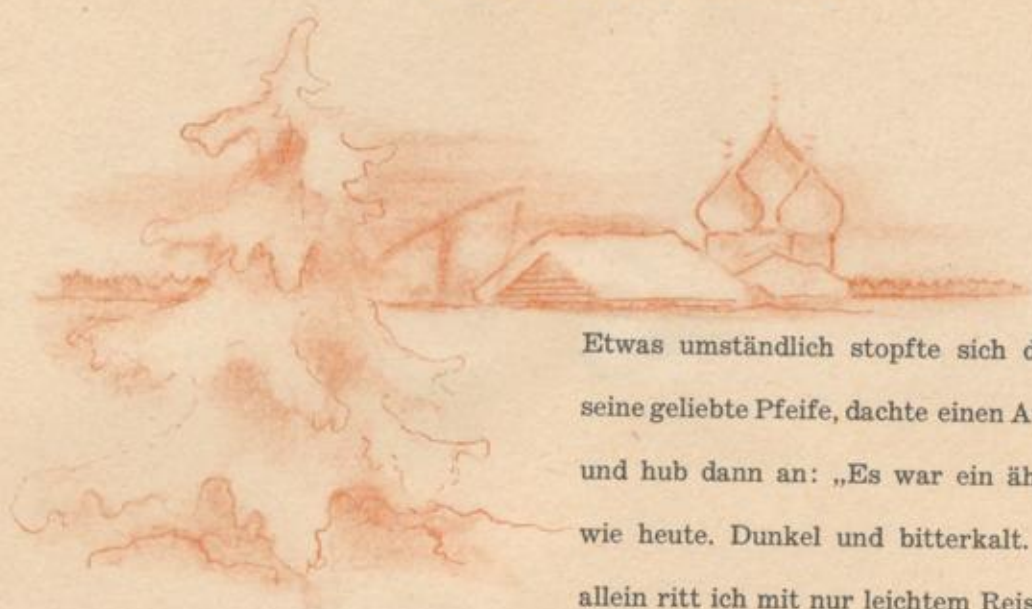 Etwas umständlich stopfte sich
seine geliebte Pfeife, dachte einen
und hub dann an: „Es war ein
wie heute. Dunkel und bitterkalt.
allein ritt ich mit nur leichtem